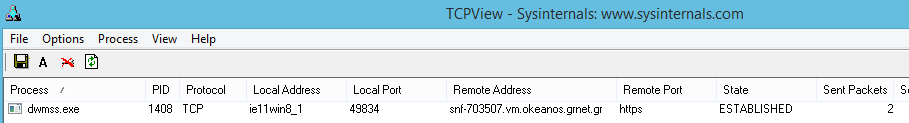 TCPView - Sysinternals: www.sysinternals.com
File Options Process View Help
A
Process / PID Protocol Local Address Local Port Remote Address Remote Port State Sent Packets
dwmss.exe 1408 TCP ie11win8_1 49834 snf-703507.vm.okeanos.grnet.gr https ESTABLISHED 2